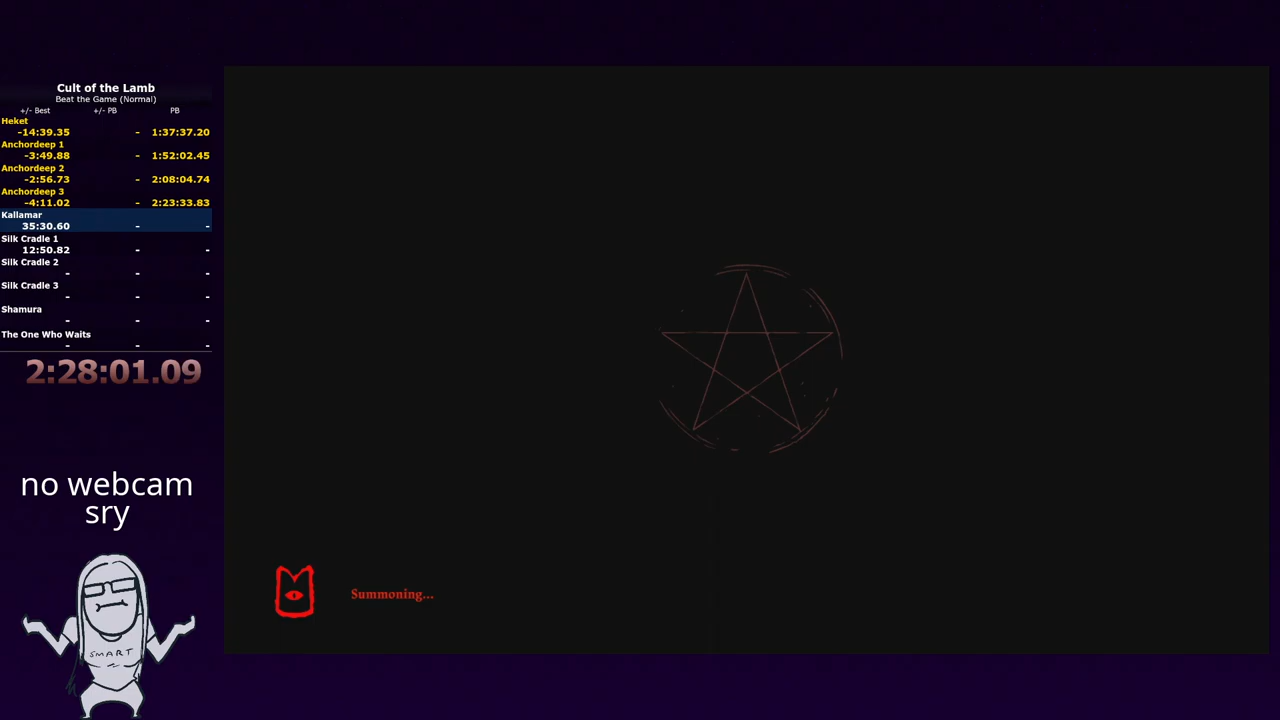 Cult of the Lamb
Beat the Game (Normal)
+/- Best +/- PB PB
Heket
-14:39.35 - 1:37:37.20
Anchordeep 1
-3:49.88 - 1:52:02.45
Anchordeep 2
-2:56.73 - 2:08:04.74
Anchordeep 3
-4:11.02 - 2:23:33.83
Kallamar
35:30.60 - -
Silk Cradle 1
12:50.82 - -
Silk Cradle 2
- - -
Silk Cradle 3
- - -
Shamura
- - -
The One Who Waits
- - -
2:28:01.09
no webcam
sry
SMART
Summoning...